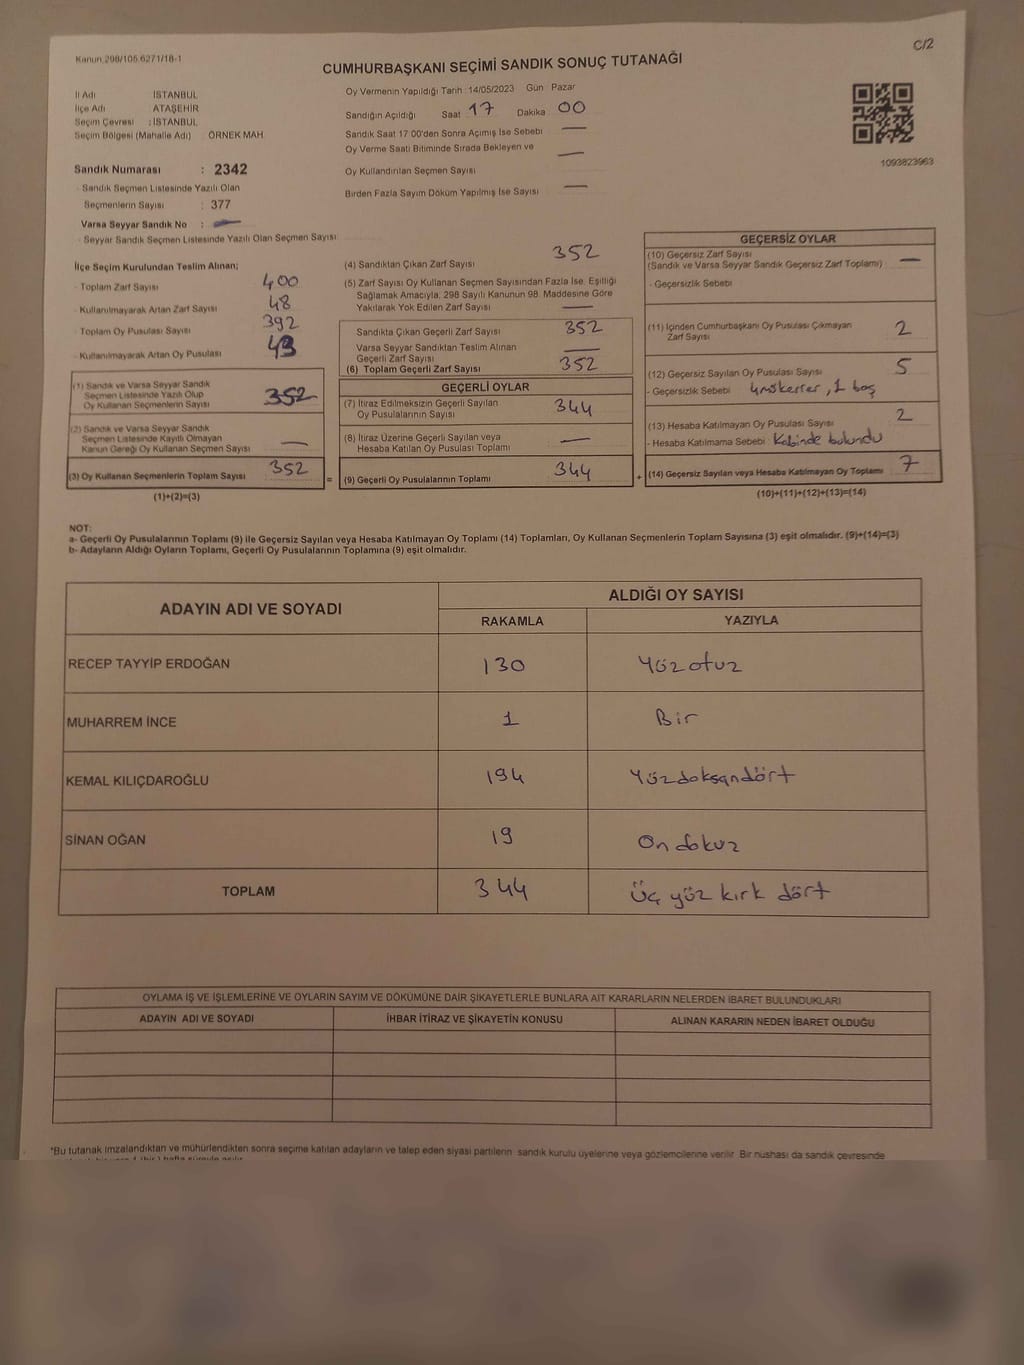 Kanun 298/105 6271/18-1
C/2
CUMHURBAŞKANI SEÇİMİ SANDIK SONUÇ TUTANAĞI
İl Adı : İSTANBUL
İlçe Adı : ATAŞEHİR
Seçim Çevresi : İSTANBUL
Seçim Bölgesi (Mahalle Adı) ÖRNEK MAH
Sandık Numarası : 2342
- Sandık Seçmen Listesinde Yazılı Olan
Seçmenlerin Sayısı : 377
Varsa Seyyar Sandık No : —
- Seyyar Sandık Seçmen Listesinde Yazılı Olan Seçmen Sayısı
Oy Vermenin Yapıldığı Tarih :14/05/2023 Gün Pazar
Sandığın Açıldığı Saat : 17 Dakika 00
Sandık Saat 17:00'den Sonra Açımış İse Sebebi —
Oy Verme Saati Bitiminde Sırada Bekleyen ve —
Oy Kullandırılan Seçmen Sayısı
Birden Fazla Sayım Döküm Yapılmış İse Sayısı —
1093823963
İlçe Seçim Kurulundan Teslim Alınan;
- Toplam Zarf Sayısı 400
- Kullanılmayarak Artan Zarf Sayısı 48
- Toplam Oy Pusulası Sayısı 392
- Kullanılmayarak Artan Oy Pusulası
(1) Sandık ve Varsa Seyyar Sandık
Seçmen Listesinde Yazılı Olup
Oy Kullanan Seçmenlerin Sayısı 352
(2) Sandık ve Varsa Seyyar Sandık
Seçmen Listesinde Kayıtlı Olmayan
Kanun Gereği Oy Kullanan Seçmen Sayısı —
(3) Oy Kullanan Seçmenlerin Toplam Sayısı 352
(1)+(2)=(3)
(4) Sandıktan Çıkan Zarf Sayısı 352
(5) Zarf Sayısı Oy Kullanan Seçmen Sayısından Fazla İse, Eşitliği
Sağlamak Amacıyla, 298 Sayılı Kanunun 98. Maddesine Göre
Yakılarak Yok Edilen Zarf Sayısı —
Sandıkta Çıkan Geçerli Zarf Sayısı 352
Varsa Seyyar Sandıktan Teslim Alınan
Geçerli Zarf Sayısı —
(6) Toplam Geçerli Zarf Sayısı 352
GEÇERLİ OYLAR
(7) İtiraz Edilmeksizin Geçerli Sayılan
Oy Pusulalarının Sayısı 344
(8) İtiraz Üzerine Geçerli Sayılan veya
Hesaba Katılan Oy Pusulası Toplamı —
= (9) Geçerli Oy Pusulalarının Toplamı 344
GEÇERSİZ OYLAR
(10) Geçersiz Zarf Sayısı —
(Sandık ve Varsa Seyyar Sandık Geçersiz Zarf Toplamı)
- Geçersizlik Sebebi
(11) İçinden Cumhurbaşkanı Oy Pusulası Çıkmayan
Zarf Sayısı 2
(12) Geçersiz Sayılan Oy Pusulası Sayısı 5
- Geçersizlik Sebebi 4 mükerrer, 1 boş
(13) Hesaba Katılmayan Oy Pusulası Sayısı 2
- Hesaba Katılmama Sebebi Kabinde bulundu
+ (14) Geçersiz Sayılan veya Hesaba Katılmayan Oy Toplamı 7
(10)+(11)+(12)+(13)=(14)
NOT:
a- Geçerli Oy Pusulalarının Toplamı (9) ile Geçersiz Sayılan veya Hesaba Katılmayan Oy Toplamı (14) Toplamları, Oy Kullanan Seçmenlerin Toplam Sayısına (3) eşit olmalıdır. (9)+(14)=(3)
b- Adayların Aldığı Oyların Toplamı, Geçerli Oy Pusulalarının Toplamına (9) eşit olmalıdır.
ADAYIN ADI VE SOYADI ALDIĞI OY SAYISI
RAKAMLA YAZIYLA
RECEP TAYYİP ERDOĞAN 130 Yüz otuz
MUHARREM İNCE 1 Bir
KEMAL KILIÇDAROĞLU 194 Yüzdoksandört
SİNAN OĞAN 19 On dokuz
TOPLAM 344 Üç yüz kırk dört
OYLAMA İŞ VE İŞLEMLERİNE VE OYLARIN SAYIM VE DÖKÜMÜNE DAİR ŞİKAYETLERLE BUNLARA AİT KARARLARIN NELERDEN İBARET BULUNDUKLARI
ADAYIN ADI VE SOYADI İHBAR İTİRAZ VE ŞİKAYETİN KONUSU ALINAN KARARIN NEDEN İBARET OLDUĞU
*Bu tutanak imzalandıktan ve mühürlendikten sonra seçime katılan adayların ve talep eden siyasi partilerin sandık kurulu üyelerine veya gözlemcilerine verilir. Bir nüshası da sandık çevresinde